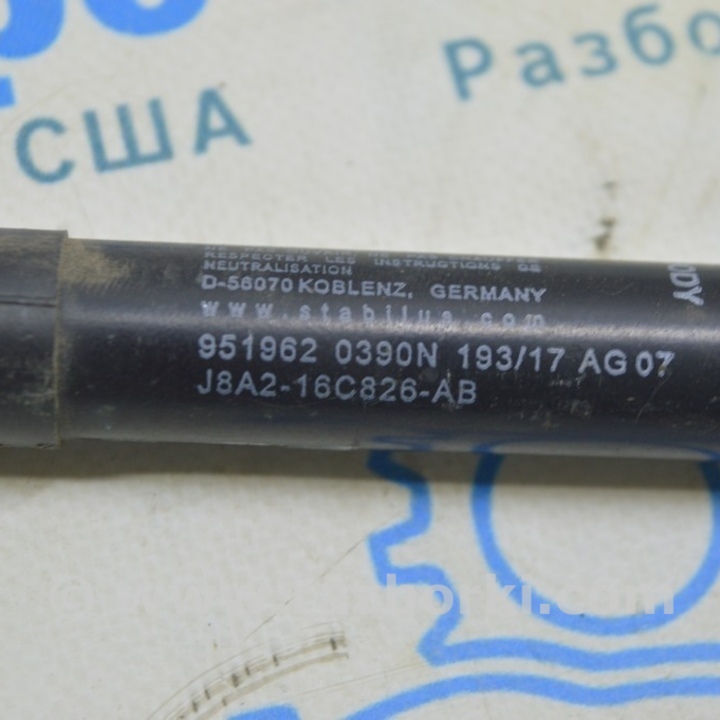 США
Разбо
RESPECTER LES INSTRUCTIONS DE
NEUTRALISATION
D-56070 KOBLENZ, GERMANY
www.stabilus.com
951962 0390N 193/17 AG 07
J8A2-16C826-AB
ODY